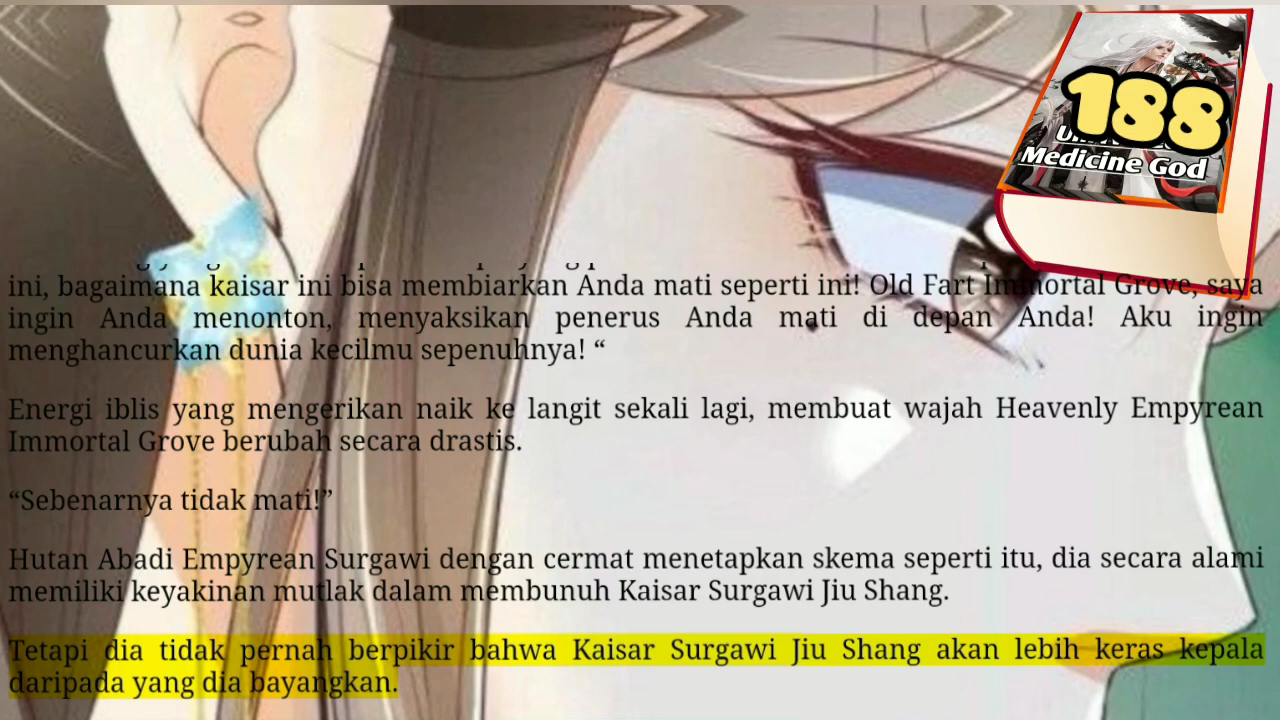 188
Medicine God
ini, bagaimana kaisar ini bisa membiarkan Anda mati seperti ini! Old Fart Immortal Grove, saya
ingin Anda menonton, menyaksikan penerus Anda mati di depan Anda! Aku ingin
menghancurkan dunia kecilmu sepenuhnya! “
Energi iblis yang mengerikan naik ke langit sekali lagi, membuat wajah Heavenly Empyrean
Immortal Grove berubah secara drastis.
“Sebenarnya tidak mati!”
Hutan Abadi Empyrean Surgawi dengan cermat menetapkan skema seperti itu, dia secara alami
memiliki keyakinan mutlak dalam membunuh Kaisar Surgawi Jiu Shang.
Tetapi dia tidak pernah berpikir bahwa Kaisar Surgawi Jiu Shang akan lebih keras kepala
daripada yang dia bayangkan.